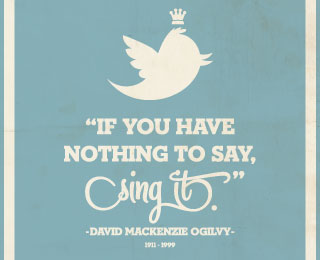 “IF YOU HAVE
NOTHING TO SAY,
sing it.”
-DAVID MACKENZIE OGILVY-
1911 - 1999